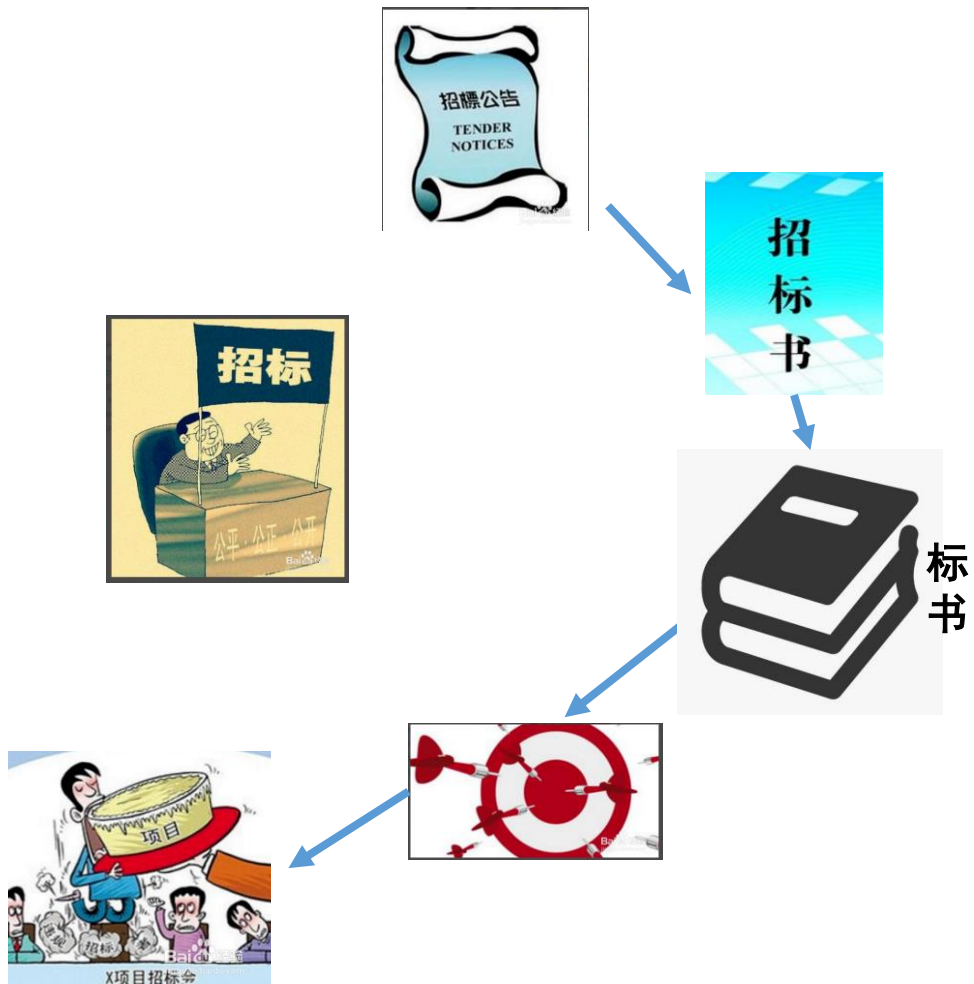 招標公告
TENDER
NOTICES
招
标
书
招标
公平·公正·公开
标
书
项目
招标
X项目招标会